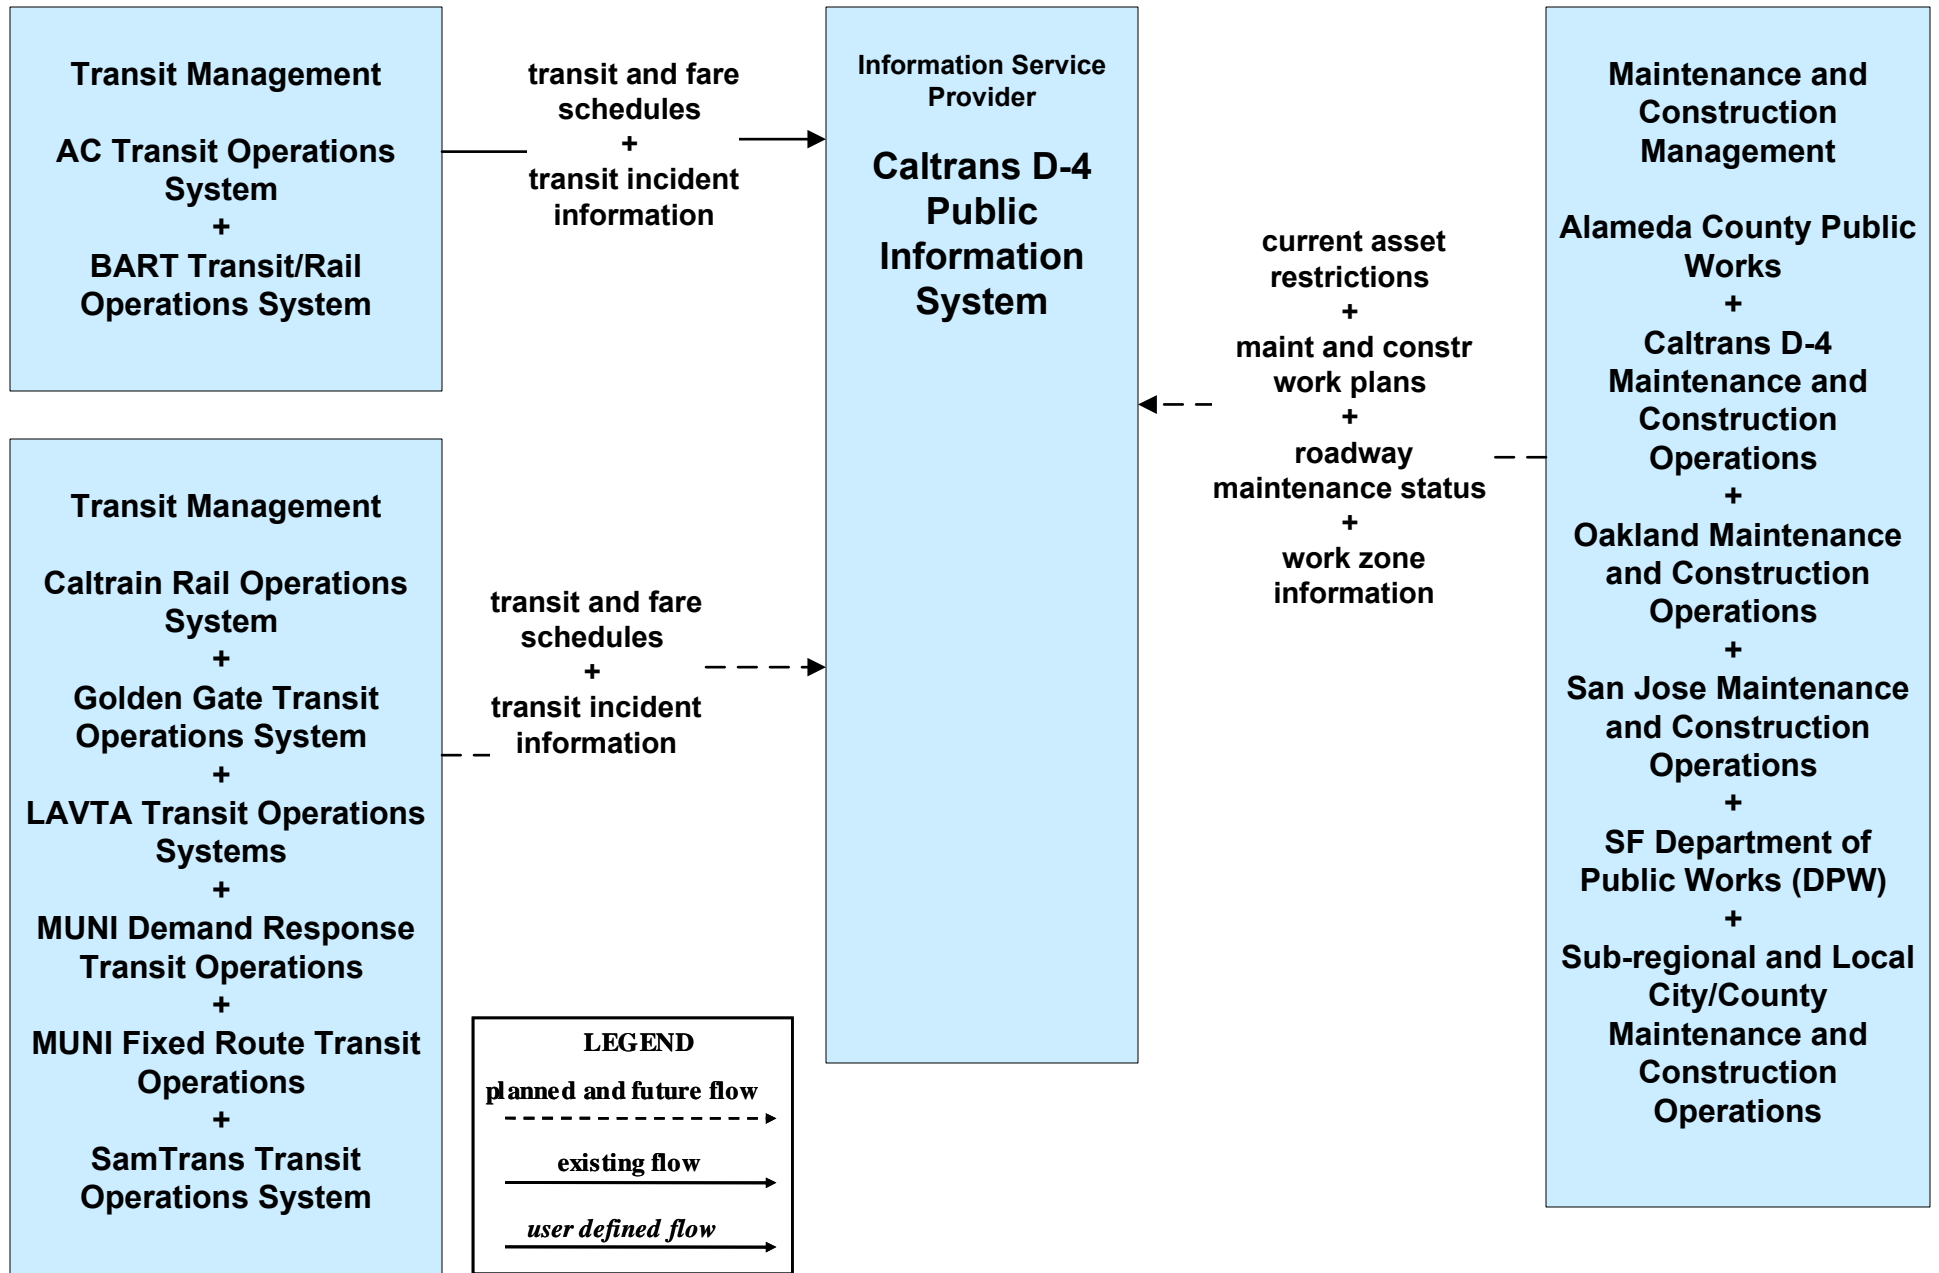 Transit Management
AC Transit Operations
System
+
BART Transit/Rail
Operations System
transit and fare
schedules
+
transit incident
information
Information Service
Provider
Caltrans D-4
Public
Information
System
current asset
restrictions
+
maint and constr
work plans
+
roadway
maintenance status
+
work zone
information
Maintenance and
Construction
Management
Alameda County Public
Works
+
Caltrans D-4
Maintenance and
Construction
Operations
+
Oakland Maintenance
and Construction
Operations
+
San Jose Maintenance
and Construction
Operations
+
SF Department of
Public Works (DPW)
+
Sub-regional and Local
City/County
Maintenance and
Construction
Operations
Transit Management
Caltrain Rail Operations
System
+
Golden Gate Transit
Operations System
+
LAVTA Transit Operations
Systems
+
MUNI Demand Response
Transit Operations
+
MUNI Fixed Route Transit
Operations
+
SamTrans Transit
Operations System
transit and fare
schedules
+
transit incident
information
LEGEND
planned and future flow
existing flow
user defined flow